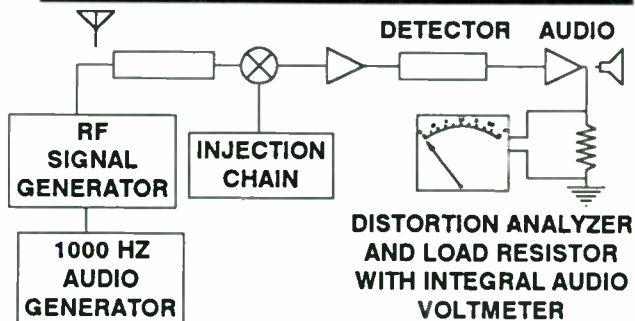 DETECTOR AUDIO
RF
SIGNAL
GENERATOR
INJECTION
CHAIN
1000 HZ
AUDIO
GENERATOR
DISTORTION ANALYZER
AND LOAD RESISTOR
WITH INTEGRAL AUDIO
VOLTMETER